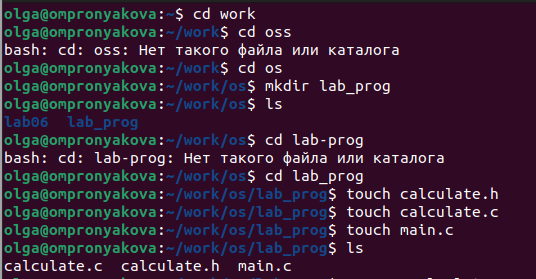 olga@ompronyakova:~$ cd work
olga@ompronyakova:~/work$ cd oss
bash: cd: oss: Нет такого файла или каталога
olga@ompronyakova:~/work$ cd os
olga@ompronyakova:~/work/os$ mkdir lab_prog
olga@ompronyakova:~/work/os$ ls
lab06  lab_prog
olga@ompronyakova:~/work/os$ cd lab-prog
bash: cd: lab-prog: Нет такого файла или каталога
olga@ompronyakova:~/work/os$ cd lab_prog
olga@ompronyakova:~/work/os/lab_prog$ touch calculate.h
olga@ompronyakova:~/work/os/lab_prog$ touch calculate.c
olga@ompronyakova:~/work/os/lab_prog$ touch main.c
olga@ompronyakova:~/work/os/lab_prog$ ls
calculate.c  calculate.h  main.c